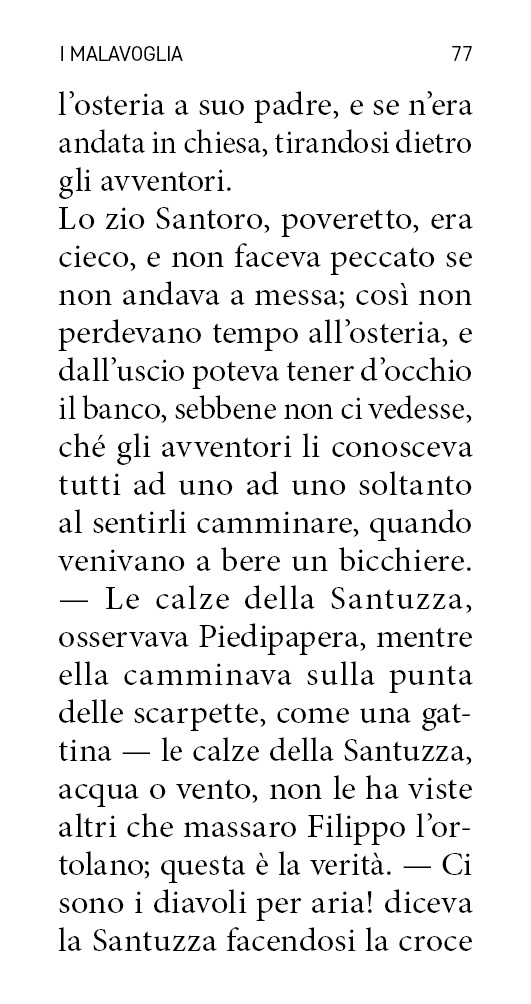 I MALAVOGLIA 77
l’osteria a suo padre, e se n’era
andata in chiesa, tirandosi dietro
gli avventori.
Lo zio Santoro, poveretto, era
cieco, e non faceva peccato se
non andava a messa; così non
perdevano tempo all’osteria, e
dall’uscio poteva tener d’occhio
il banco, sebbene non ci vedesse,
ché gli avventori li conosceva
tutti ad uno ad uno soltanto
al sentirli camminare, quando
venivano a bere un bicchiere.
— Le calze della Santuzza,
osservava Piedipapera, mentre
ella camminava sulla punta
delle scarpette, come una gat-
tina — le calze della Santuzza,
acqua o vento, non le ha viste
altri che massaro Filippo l’or-
tolano; questa è la verità. — Ci
sono i diavoli per aria! diceva
la Santuzza facendosi la croce